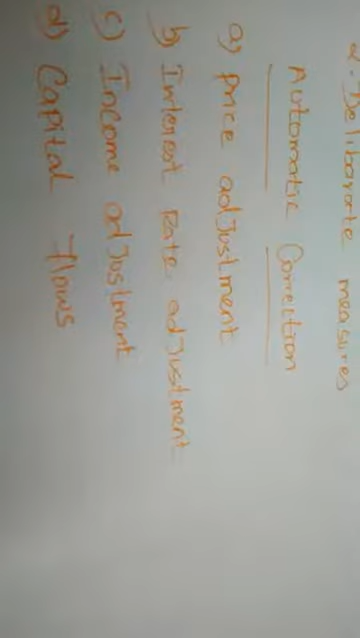 2. Deliberate measures
Automatic Correction
a) Price adjustment
b) Interest Rate adjustment
c) Income adjustment
d) Capital flows